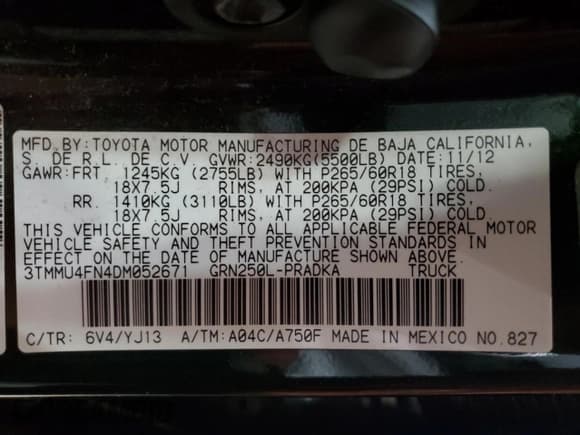 MFD.BY:TOYOTA MOTOR MANUFACTURING DE BAJA CALIFORNIA,
S. DE R.L. DE C.V. GVWR:2490KG(5500LB) DATE:11/12
GAWR:FRT. 1245KG (2755LB) WITH P265/60R18 TIRES,
18X7.5J RIMS, AT 200KPA (29PSI) COLD.
RR. 1410KG (3110LB) WITH P265/60R18 TIRES,
18X7.5J RIMS, AT 200KPA (29PSI) COLD.
THIS VEHICLE CONFORMS TO ALL APPLICABLE FEDERAL MOTOR
VEHICLE SAFETY AND THEFT PREVENTION STANDARDS IN
EFFECT ON THE DATE OF MANUFACTURE SHOWN ABOVE.
3TMMU4FN4DM052671 GRN250L-PRADKA TRUCK
C/TR: 6V4/YJ13 A/TM:A04C/A750F MADE IN MEXICO NO.827